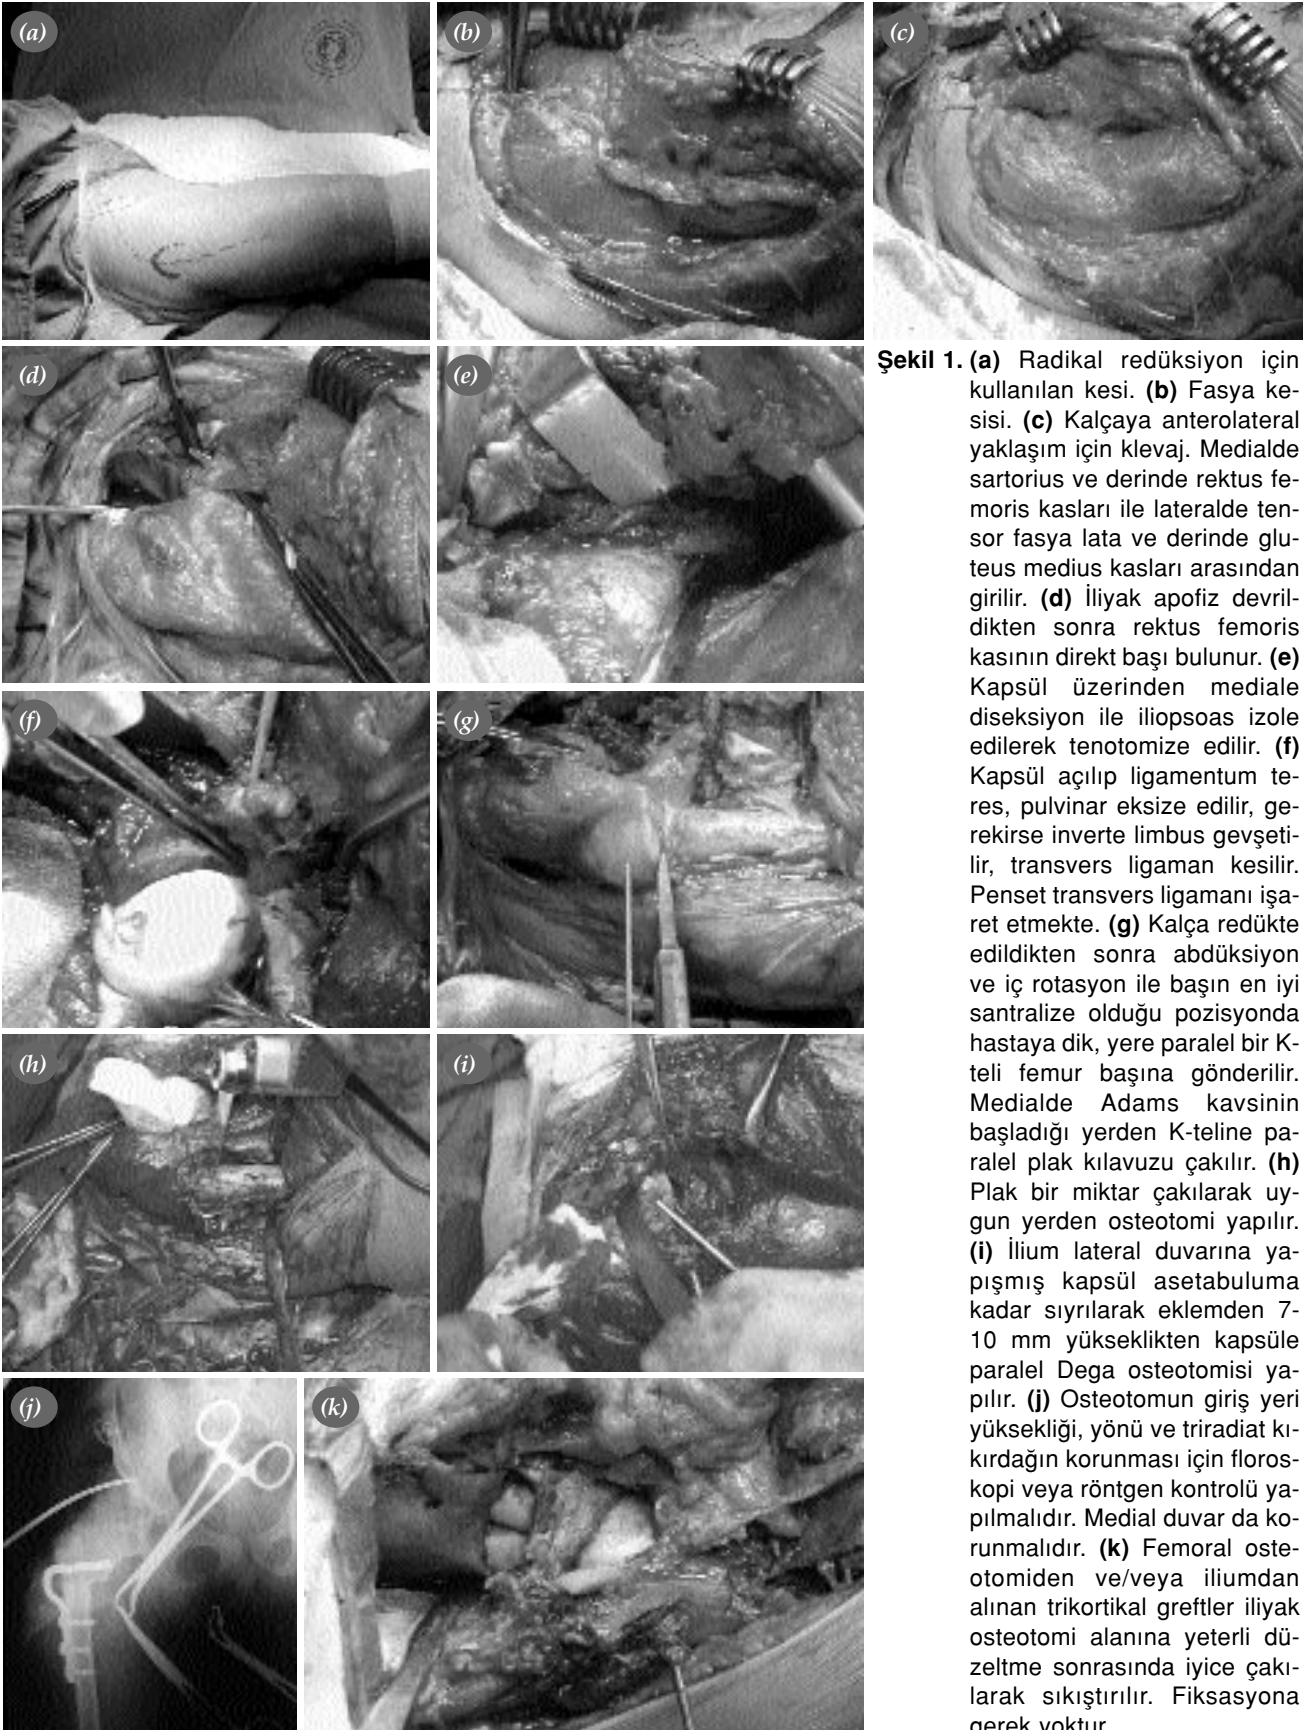 (a)
(b)
(c)
(d)
(e)
(f)
(g)
(h)
(i)
(j)
(k)
Şekil 1. (a) Radikal redüksiyon için
kullanılan kesi. (b) Fasya ke-
sisi. (c) Kalçaya anterolateral
yaklaşım için klevaj. Medialde
sartorius ve derinde rektus fe-
moris kasları ile lateralde ten-
sor fasya lata ve derinde glu-
teus medius kasları arasından
girilir. (d) İliyak apofiz devril-
dikten sonra rektus femoris
kasının direkt başı bulunur. (e)
Kapsül üzerinden mediale
diseksiyon ile iliopsoas izole
edilerek tenotomize edilir. (f)
Kapsül açılıp ligamentum te-
res, pulvinar eksize edilir, ge-
rekirse inverte limbus gevşeti-
lir, transvers ligaman kesilir.
Penset transvers ligamanı işa-
ret etmekte. (g) Kalça redükte
edildikten sonra abdüksiyon
ve iç rotasyon ile başın en iyi
santralize olduğu pozisyonda
hastaya dik, yere paralel bir K-
teli femur başına gönderilir.
Medialde Adams kavsinin
başladığı yerden K-teline pa-
ralel plak kılavuzu çakılır. (h)
Plak bir miktar çakılarak uy-
gun yerden osteotomi yapılır.
(i) İlium lateral duvarına ya-
pışmış kapsül asetabuluma
kadar sıyrılarak eklemden 7-
10 mm yükseklikten kapsüle
paralel Dega osteotomisi ya-
pılır. (j) Osteotomun giriş yeri
yüksekliği, yönü ve triradiat kı-
kırdağın korunması için floros-
kopi veya röntgen kontrolü ya-
pılmalıdır. Medial duvar da ko-
runmalıdır. (k) Femoral oste-
otomiden ve/veya iliumdan
alınan trikortikal greftler iliyak
osteotomi alanına yeterli dü-
zeltme sonrasında iyice çakı-
larak sıkıştırılır. Fiksasyona
gerek yoktur.